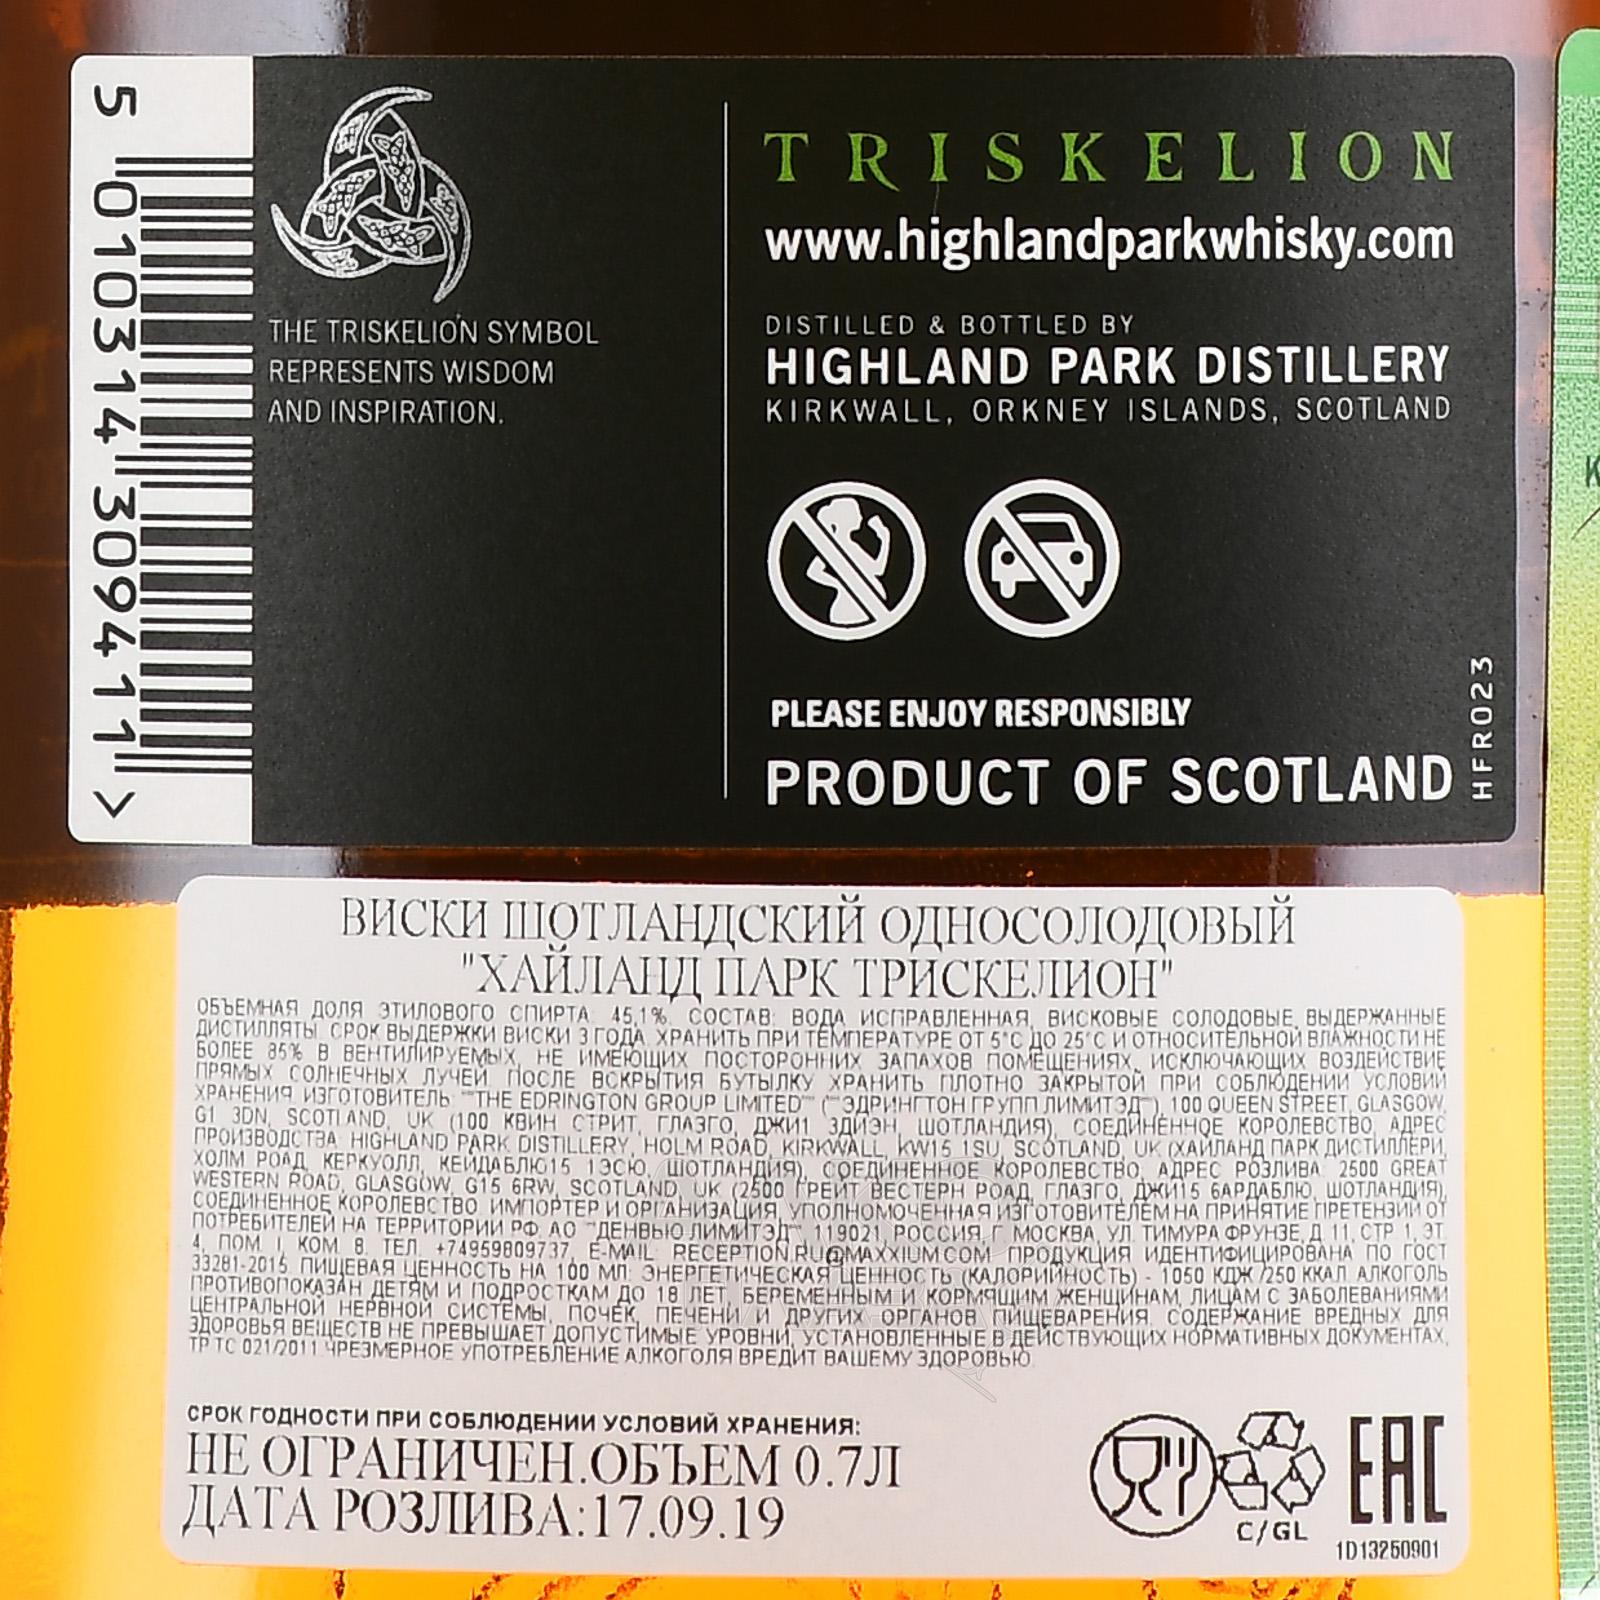 5 010314 309411 >
THE TRISKELION SYMBOL
REPRESENTS WISDOM
AND INSPIRATION.
TRISKELION
www.highlandparkwhisky.com
DISTILLED & BOTTLED BY
HIGHLAND PARK DISTILLERY
KIRKWALL, ORKNEY ISLANDS, SCOTLAND
PLEASE ENJOY RESPONSIBLY
PRODUCT OF SCOTLAND
HFR023
ВИСКИ ШОТЛАНДСКИЙ ОДНОСОЛОДОВЫЙ
"ХАЙЛАНД ПАРК ТРИСКЕЛИОН"
ОБЪЕМНАЯ ДОЛЯ ЭТИЛОВОГО СПИРТА: 45,1%. СОСТАВ: ВОДА ИСПРАВЛЕННАЯ, ВИСКОВЫЕ СОЛОДОВЫЕ ВЫДЕРЖАННЫЕ
ДИСТИЛЛЯТЫ. СРОК ВЫДЕРЖКИ ВИСКИ 3 ГОДА. ХРАНИТЬ ПРИ ТЕМПЕРАТУРЕ ОТ 5°C ДО 25°C И ОТНОСИТЕЛЬНОЙ ВЛАЖНОСТИ НЕ
БОЛЕЕ 85% В ВЕНТИЛИРУЕМЫХ, НЕ ИМЕЮЩИХ ПОСТОРОННИХ ЗАПАХОВ ПОМЕЩЕНИЯХ, ИСКЛЮЧАЮЩИХ ВОЗДЕЙСТВИЕ
ПРЯМЫХ СОЛНЕЧНЫХ ЛУЧЕЙ. ПОСЛЕ ВСКРЫТИЯ БУТЫЛКУ ХРАНИТЬ ПЛОТНО ЗАКРЫТОЙ ПРИ СОБЛЮДЕНИИ УСЛОВИЙ
ХРАНЕНИЯ. ИЗГОТОВИТЕЛЬ: ""THE EDRINGTON GROUP LIMITED"" (""ЭДРИНГТОН ГРУПП ЛИМИТЭД""), 100 QUEEN STREET, GLASGOW,
G1 3DN, SCOTLAND, UK (100 КВИН СТРИТ, ГЛАЗГО, ДЖИ1 3ДИЭН, ШОТЛАНДИЯ), СОЕДИНЕННОЕ КОРОЛЕВСТВО, АДРЕС
ПРОИЗВОДСТВА: HIGHLAND PARK DISTILLERY, HOLM ROAD, KIRKWALL, KW15 1SU, SCOTLAND, UK (ХАЙЛАНД ПАРК ДИСТИЛЛЕРИ,
ХОЛМ РОАД, КЕРКУОЛЛ, КЕЙДАБЛЮ15 1ЭСЮ, ШОТЛАНДИЯ), СОЕДИНЕННОЕ КОРОЛЕВСТВО, АДРЕС РОЗЛИВА: 2500 GREAT
WESTERN ROAD, GLASGOW, G15 6RW, SCOTLAND, UK (2500 ГРЕЙТ ВЕСТЕРН РОАД, ГЛАЗГО, ДЖИ15 6АРДАБЛЮ, ШОТЛАНДИЯ),
СОЕДИНЕННОЕ КОРОЛЕВСТВО. ИМПОРТЕР И ОРГАНИЗАЦИЯ, УПОЛНОМОЧЕННАЯ ИЗГОТОВИТЕЛЕМ НА ПРИНЯТИЕ ПРЕТЕНЗИЙ ОТ
ПОТРЕБИТЕЛЕЙ НА ТЕРРИТОРИИ РФ: АО ""ДЕНВЬЮ ЛИМИТЭД"", 119021, РОССИЯ, Г МОСКВА, УЛ. ТИМУРА ФРУНЗЕ, Д 11, СТР 1, ЭТ.
4, ПОМ. I, КОМ. 8. ТЕЛ. +74959809737, E-MAIL: RECEPTION.RU@MAXXIUM.COM. ПРОДУКЦИЯ ИДЕНТИФИЦИРОВАНА ПО ГОСТ
33281-2015. ПИЩЕВАЯ ЦЕННОСТЬ НА 100 МЛ: ЭНЕРГЕТИЧЕСКАЯ ЦЕННОСТЬ (КАЛОРИЙНОСТЬ) - 1050 КДЖ /250 ККАЛ. АЛКОГОЛЬ
ПРОТИВОПОКАЗАН ДЕТЯМ И ПОДРОСТКАМ ДО 18 ЛЕТ, БЕРЕМЕННЫМ И КОРМЯЩИМ ЖЕНЩИНАМ, ЛИЦАМ С ЗАБОЛЕВАНИЯМИ
ЦЕНТРАЛЬНОЙ НЕРВНОЙ СИСТЕМЫ, ПОЧЕК, ПЕЧЕНИ И ДРУГИХ ОРГАНОВ ПИЩЕВАРЕНИЯ. СОДЕРЖАНИЕ ВРЕДНЫХ ДЛЯ
ЗДОРОВЬЯ ВЕЩЕСТВ НЕ ПРЕВЫШАЕТ ДОПУСТИМЫЕ УРОВНИ, УСТАНОВЛЕННЫЕ В ДЕЙСТВУЮЩИХ НОРМАТИВНЫХ ДОКУМЕНТАХ,
ТР ТС 021/2011. ЧРЕЗМЕРНОЕ УПОТРЕБЛЕНИЕ АЛКОГОЛЯ ВРЕДИТ ВАШЕМУ ЗДОРОВЬЮ.
СРОК ГОДНОСТИ ПРИ СОБЛЮДЕНИИ УСЛОВИЙ ХРАНЕНИЯ:
НЕ ОГРАНИЧЕН.ОБЪЕМ 0.7Л
ДАТА РОЗЛИВА:17.09.19
C/GL
EAC
1D13250901